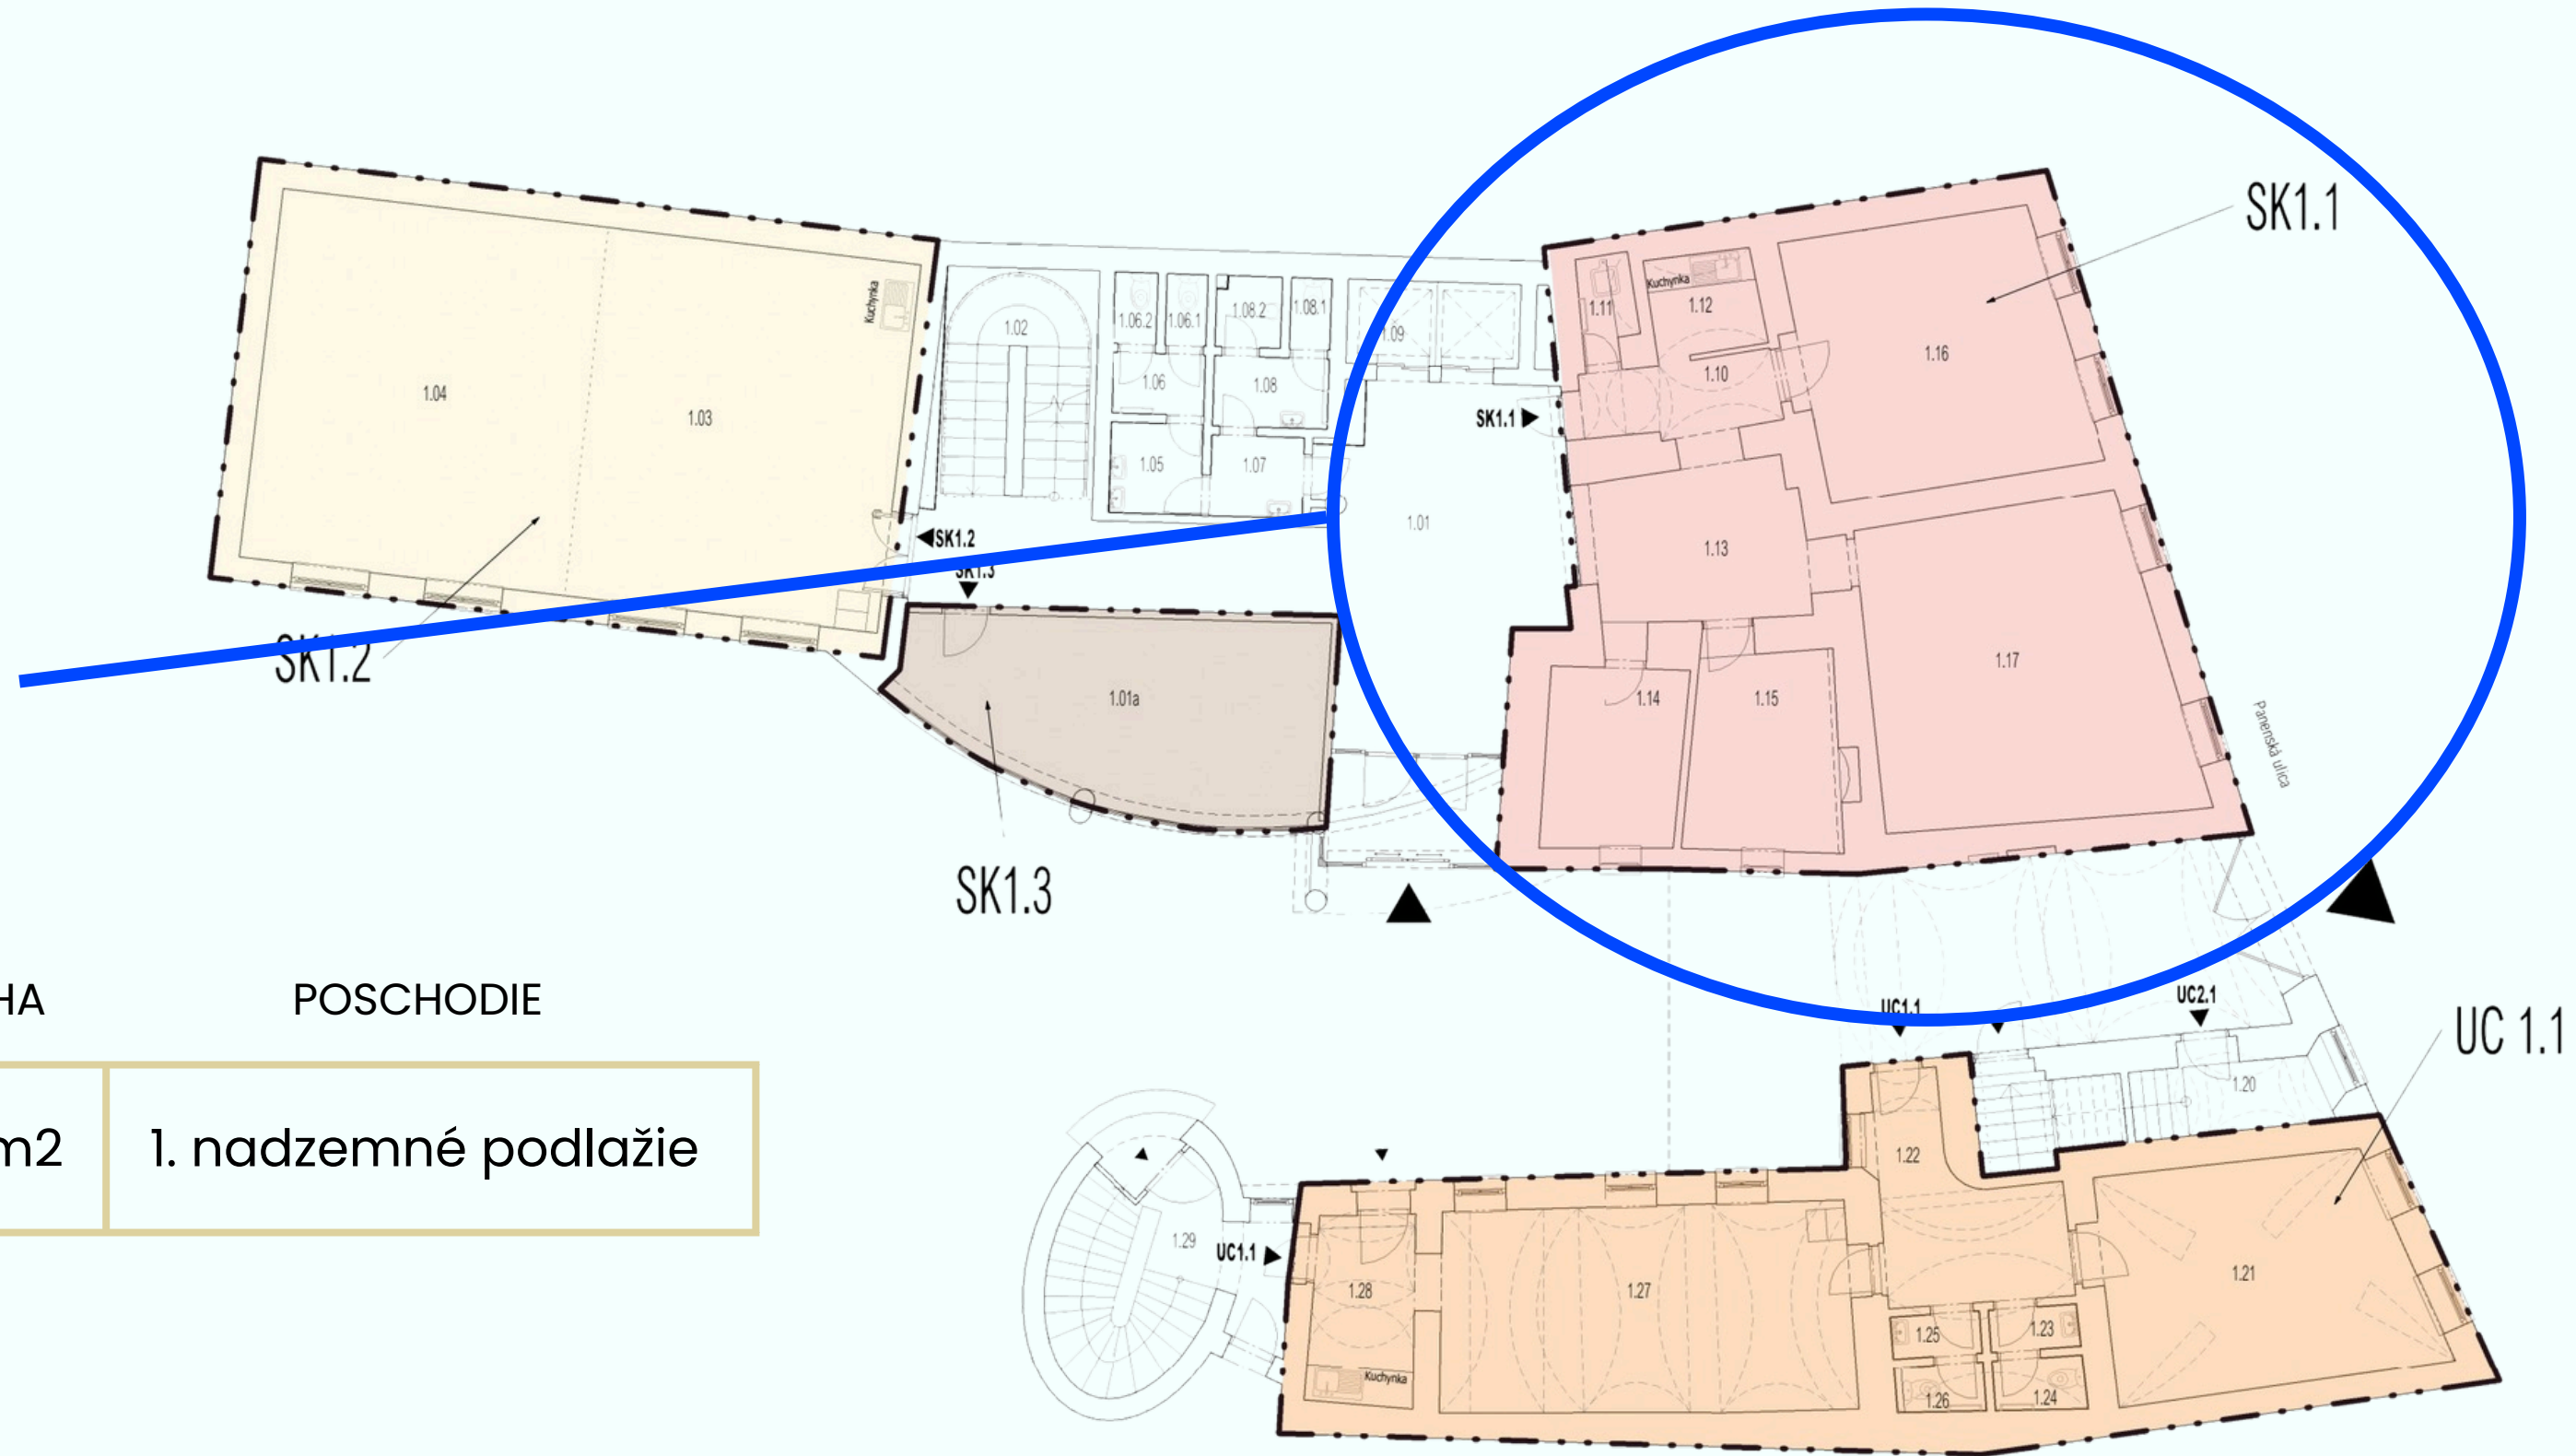 SK1.1
Kuchynka
1.11
1.12
1.16
1.10
SK1.1
1.13
1.17
1.14
1.15
Panenská ulica
1.02
1.06.2
1.06.1
1.08.2
1.08.1
1.09
1.06
1.08
1.05
1.07
1.01
Kuchynka
1.04
1.03
SK1.2
SK1.3
SK1.2
1.01a
SK1.3
HA
POSCHODIE
m2
1. nadzemné podlažie
UC1.1
UC2.1
UC 1.1
1.20
1.22
1.29
UC1.1
1.28
1.27
1.21
1.25
1.23
Kuchynka
1.26
1.24